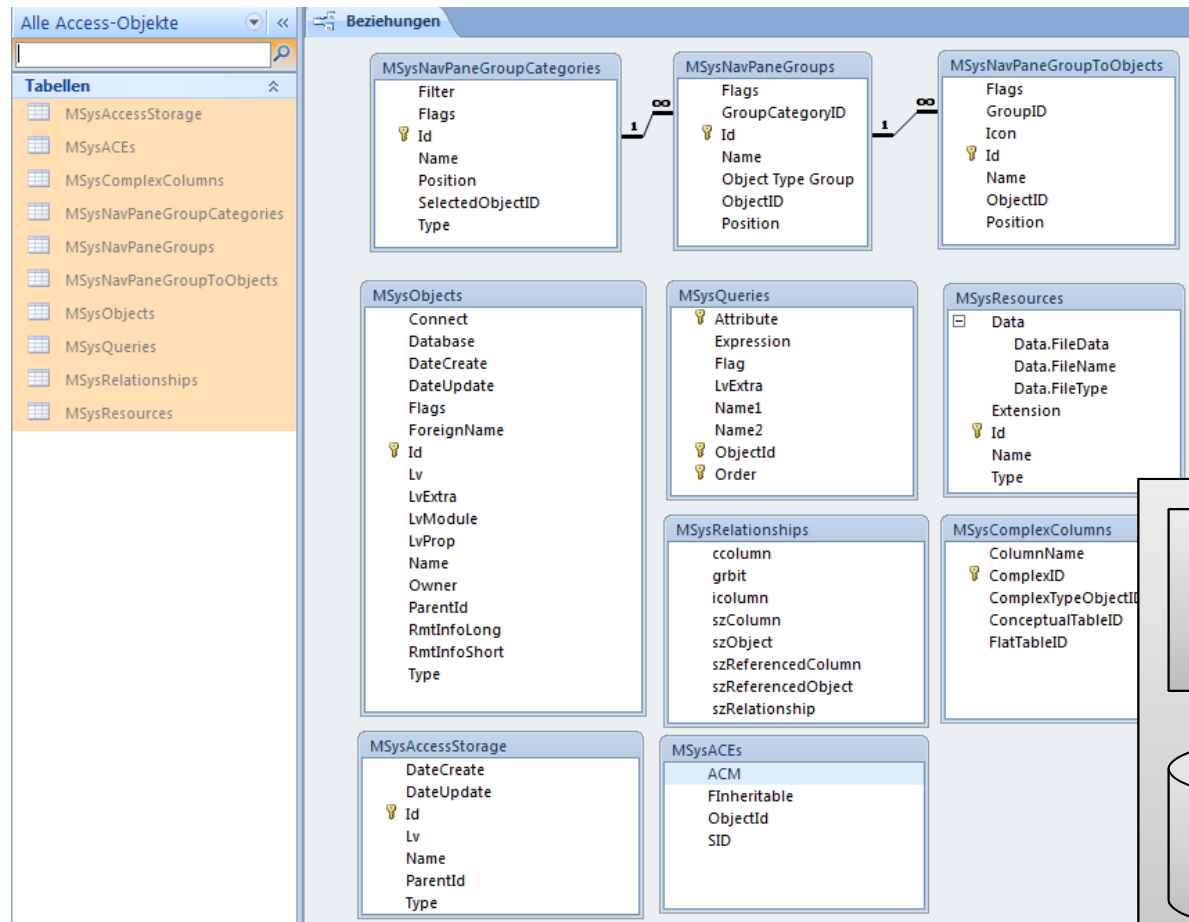 Alle Access-Objekte
Tabellen
MSysAccessStorage
MSysACEs
MSysComplexColumns
MSysNavPaneGroupCategories
MSysNavPaneGroups
MSysNavPaneGroupToObjects
MSysObjects
MSysQueries
MSysRelationships
MSysResources
Beziehungen
MSysNavPaneGroupCategories
Filter
Flags
Id
Name
Position
SelectedObjectID
Type
1
∞
MSysNavPaneGroups
Flags
GroupCategoryID
Id
Name
Object Type Group
ObjectID
Position
1
∞
MSysNavPaneGroupToObjects
Flags
GroupID
Icon
Id
Name
ObjectID
Position
MSysObjects
Connect
Database
DateCreate
DateUpdate
Flags
ForeignName
Id
Lv
LvExtra
LvModule
LvProp
Name
Owner
ParentId
RmtInfoLong
RmtInfoShort
Type
MSysQueries
Attribute
Expression
Flag
LvExtra
Name1
Name2
ObjectId
Order
MSysResources
Data
Data.FileData
Data.FileName
Data.FileType
Extension
Id
Name
Type
MSysRelationships
ccolumn
grbit
icolumn
szColumn
szObject
szReferencedColumn
szReferencedObject
szRelationship
MSysComplexColumns
ColumnName
ComplexID
ComplexTypeObjectID
ConceptualTableID
FlatTableID
MSysAccessStorage
DateCreate
DateUpdate
Id
Lv
Name
ParentId
Type
MSysACEs
ACM
FInheritable
ObjectId
SID